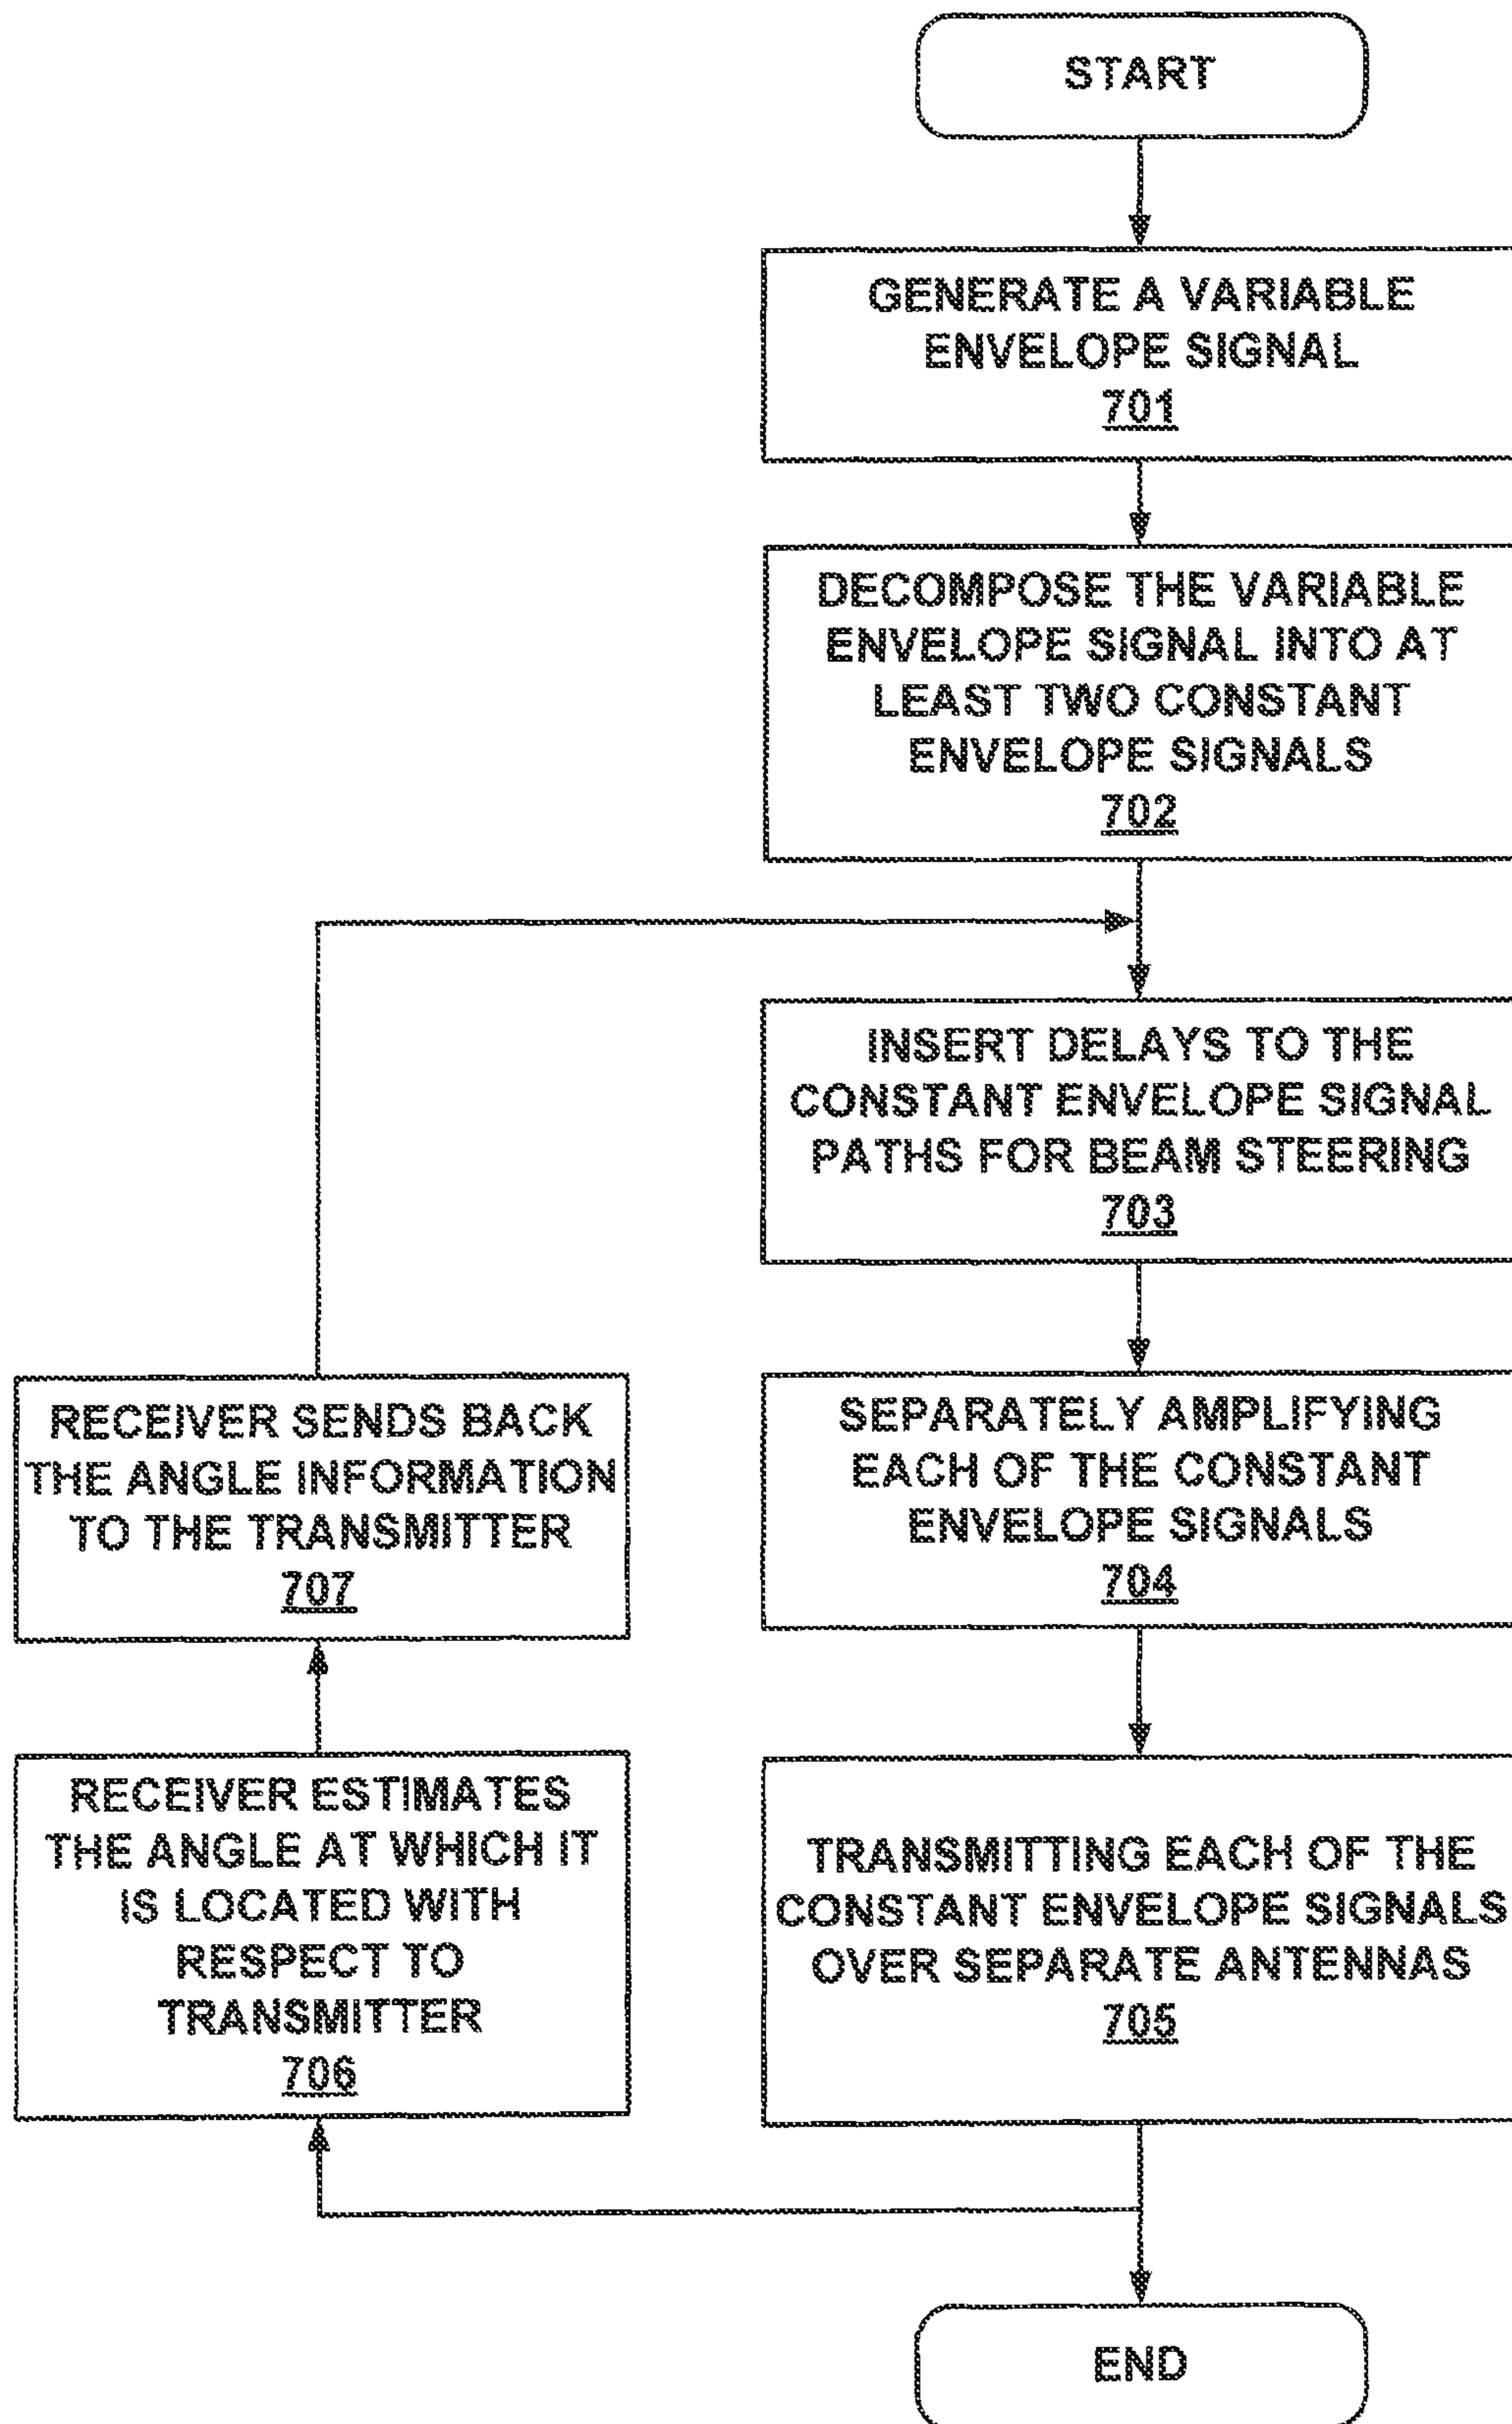 START
GENERATE A VARIABLE
ENVELOPE SIGNAL
701
DECOMPOSE THE VARIABLE
ENVELOPE SIGNAL INTO AT
LEAST TWO CONSTANT
ENVELOPE SIGNALS
702
INSERT DELAYS TO THE
CONSTANT ENVELOPE SIGNAL
PATHS FOR BEAM STEERING
703
SEPARATELY AMPLIFYING
EACH OF THE CONSTANT
ENVELOPE SIGNALS
704
TRANSMITTING EACH OF THE
CONSTANT ENVELOPE SIGNALS
OVER SEPARATE ANTENNAS
705
RECEIVER ESTIMATES
THE ANGLE AT WHICH IT
IS LOCATED WITH
RESPECT TO
TRANSMITTER
706
RECEIVER SENDS BACK
THE ANGLE INFORMATION
TO THE TRANSMITTER
707
END